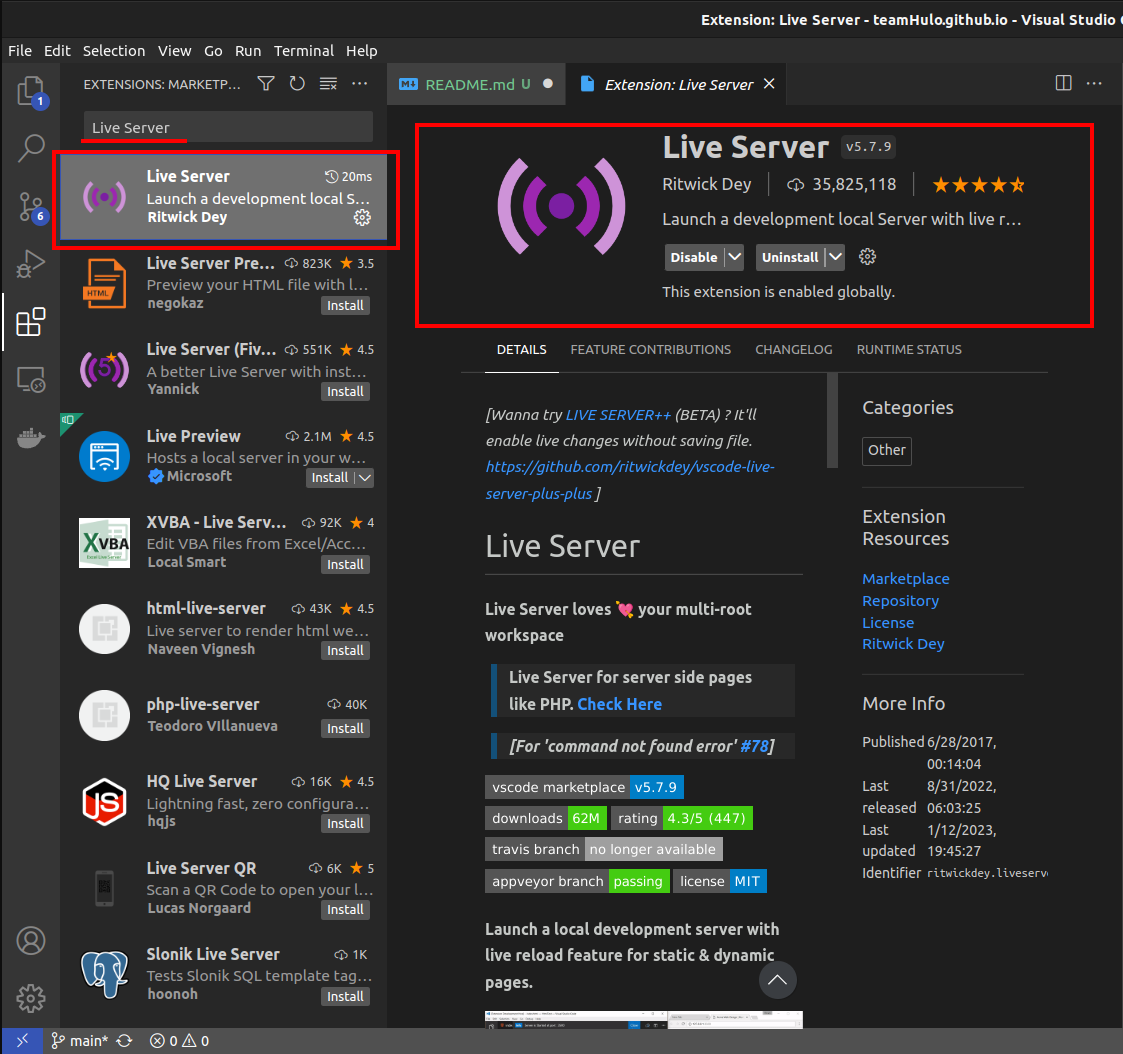 Extension: Live Server - teamHulo.github.io - Visual Studio
File Edit Selection View Go Run Terminal Help
EXTENSIONS: MARKETP...
Live Server
Live Server 20ms
Launch a development local S...
Ritwick Dey
Live Server Pre... 823K 3.5
Preview your HTML file with l...
negokaz Install
HTML
Live Server (Fiv... 551K 4.5
A better Live Server with inst...
Yannick Install
5
Live Preview 2.1M 4.5
Hosts a local server in your w...
Microsoft Install
XVBA - Live Serv... 92K 4
Edit VBA files from Excel/Acc...
Local Smart Install
XVBA
Excel Live Server
html-live-server 43K 4.5
Live server to render html we...
Naveen Vignesh Install
php-live-server 40K
Teodoro VIllanueva Install
HQ Live Server 16K 4.5
Lightning fast, zero configura...
hqjs Install
JS
Live Server QR 6K 5
Scan a QR Code to open your l...
Lucas Norgaard Install
Slonik Live Server 1K
Tests Slonik SQL template tag...
hoonoh Install
1
6
README.md U Extension: Live Server
Live Server v5.7.9
Ritwick Dey 35,825,118
Launch a development local Server with live r...
Disable Uninstall
This extension is enabled globally.
DETAILS FEATURE CONTRIBUTIONS CHANGELOG RUNTIME STATUS
[Wanna try LIVE SERVER++ (BETA) ? It'll
enable live changes without saving file.
https://github.com/ritwickdey/vscode-live-
server-plus-plus ]
Live Server
Live Server loves 💘 your multi-root
workspace
Live Server for server side pages
like PHP. Check Here
[For 'command not found error' #78]
vscode marketplace v5.7.9
downloads 62M rating 4.3/5 (447)
travis branch no longer available
appveyor branch passing license MIT
Launch a local development server with
live reload feature for static & dynamic
pages.
Categories
Other
Extension
Resources
Marketplace
Repository
License
Ritwick Dey
More Info
Published 6/28/2017,
00:14:04
Last 8/31/2022,
released 06:03:25
Last 1/12/2023,
updated 19:45:27
Identifier ritwickdey.liveserv
main* 0 0